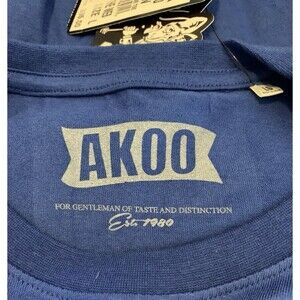 AKOO
FOR GENTLEMAN OF TASTE AND DISTINCTION
Est. 1980